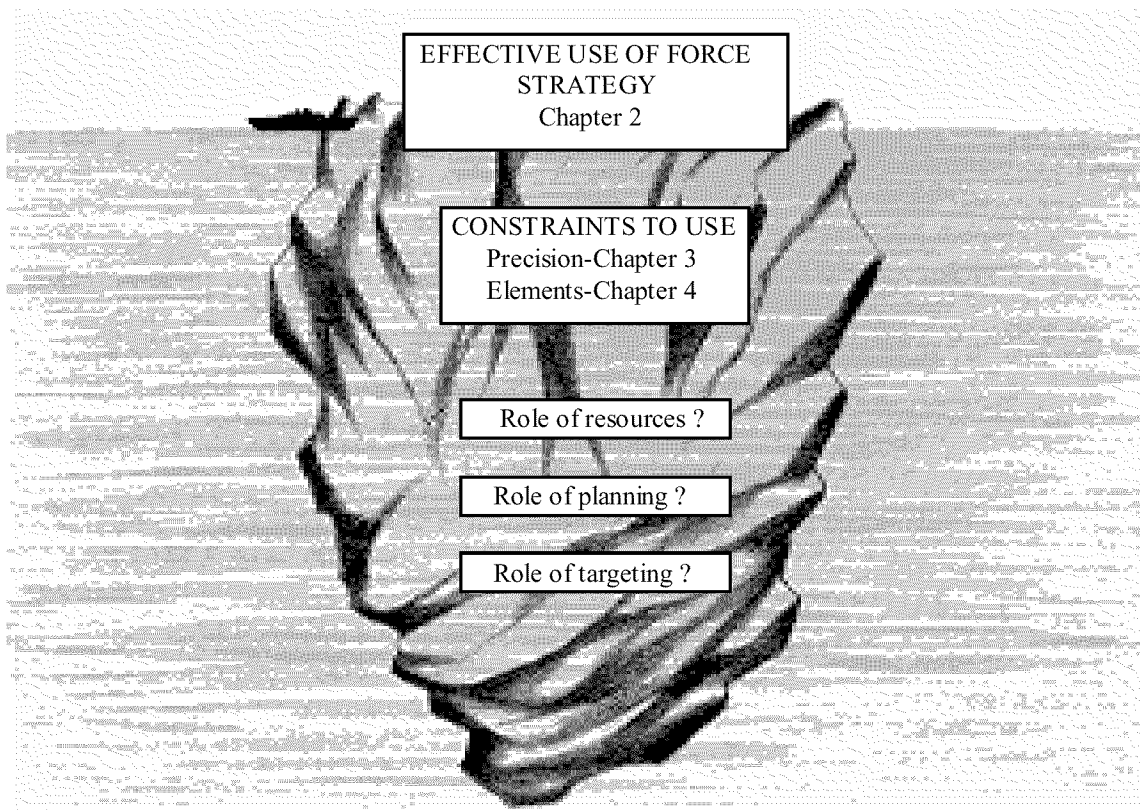 EFFECTIVE USE OF FORCE
STRATEGY
Chapter 2
CONSTRAINTS TO USE
Precision-Chapter 3
Elements-Chapter 4
Role of resources ?
Role of planning ?
Role of targeting ?